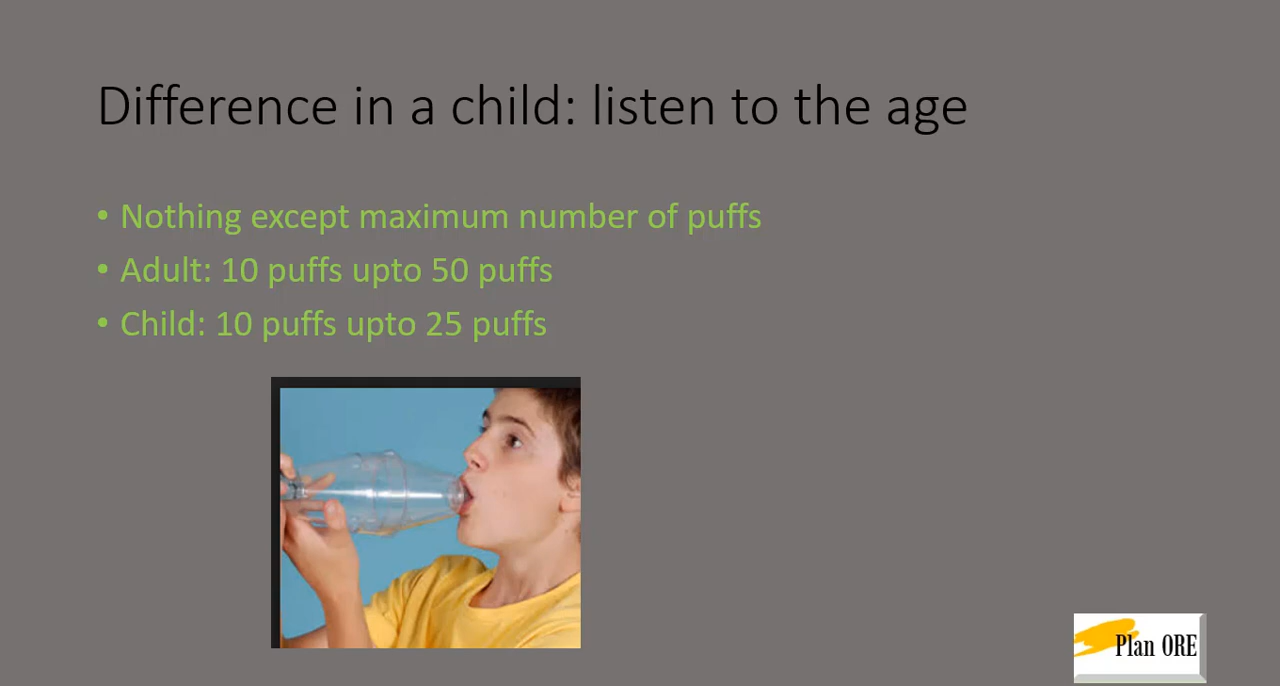 Difference in a child: listen to the age
• Nothing except maximum number of puffs
• Adult: 10 puffs upto 50 puffs
• Child: 10 puffs upto 25 puffs
Plan ORE